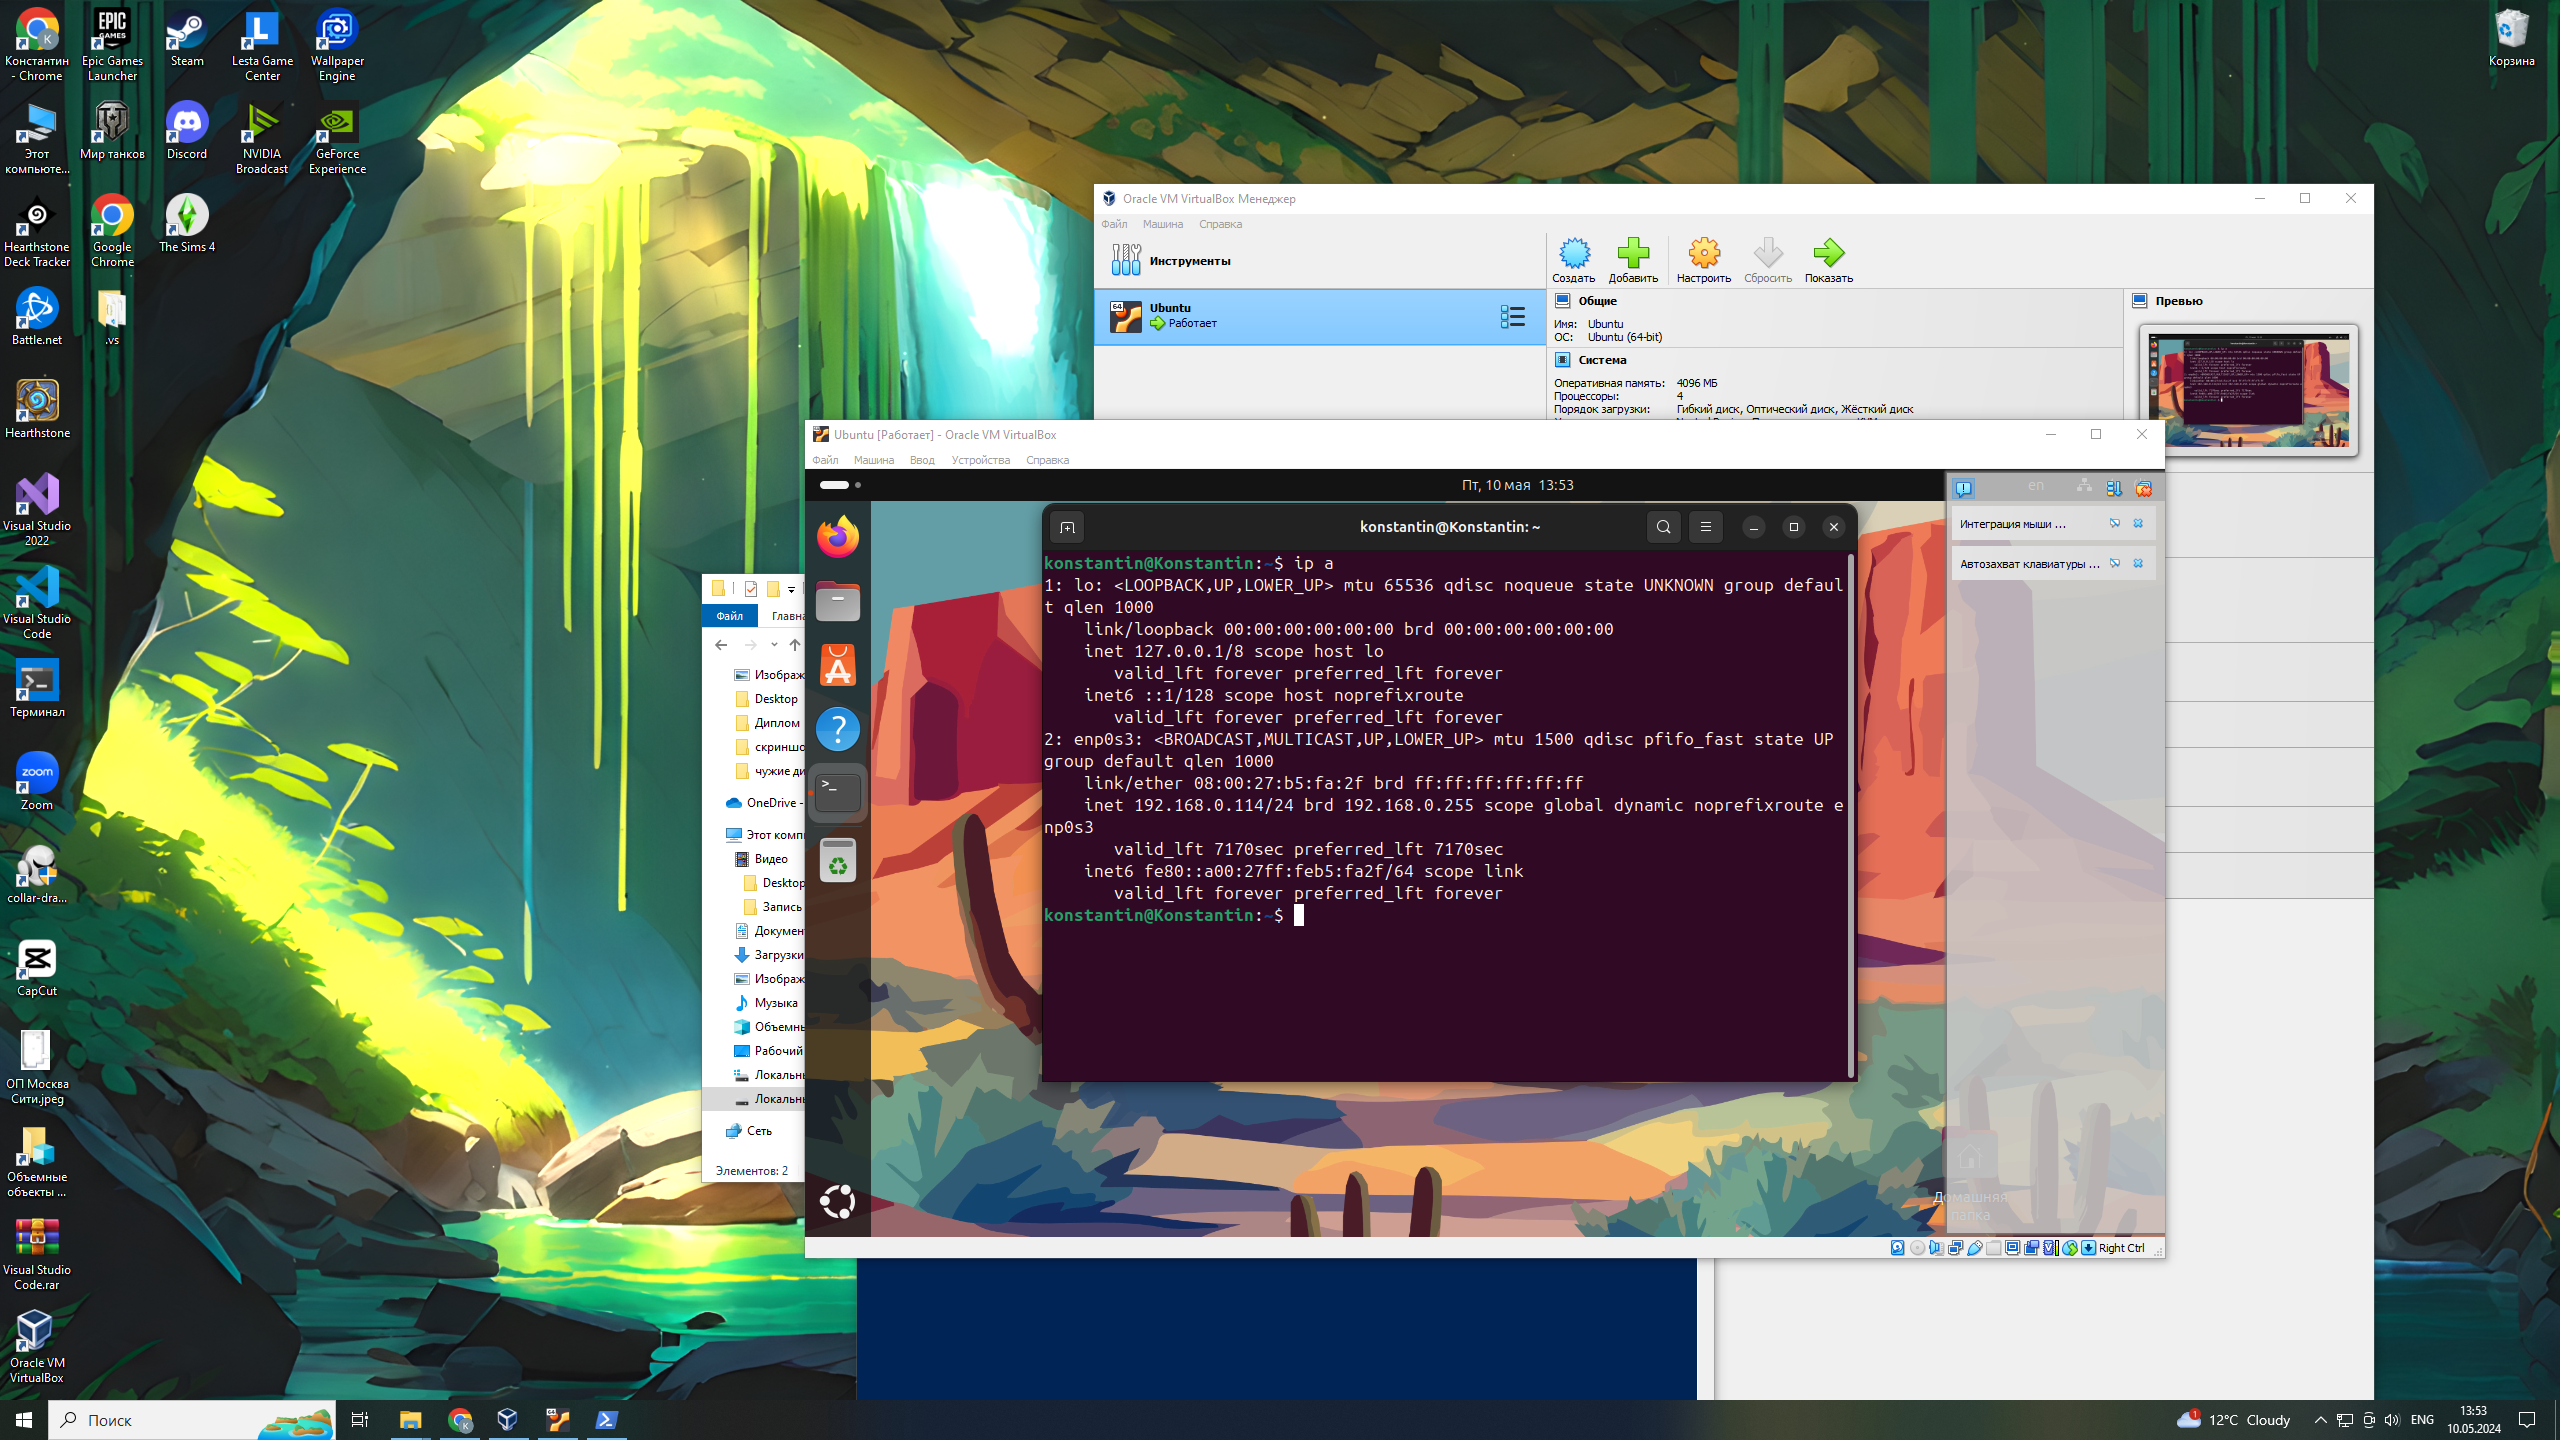 Константин - Chrome
Epic Games Launcher
Steam
Lesta Game Center
Wallpaper Engine
Этот компьюте...
Мир танков
Discord
NVIDIA Broadcast
GeForce Experience
Hearthstone Deck Tracker
Google Chrome
The Sims 4
Battle.net
.vs
Hearthstone
Visual Studio 2022
Visual Studio Code
Терминал
Zoom
collar-dra...
CapCut
ОП Москва Сити.jpeg
Объемные объекты ...
Visual Studio Code.rar
Oracle VM VirtualBox
Корзина
Oracle VM VirtualBox Менеджер
Файл Машина Справка
Инструменты
Создать Добавить Настроить Сбросить Показать
Ubuntu
Работает
Общие
Имя: Ubuntu
ОС: Ubuntu (64-bit)
Система
Оперативная память: 4096 МБ
Процессоры: 4
Порядок загрузки: Гибкий диск, Оптический диск, Жёсткий диск
Превью
Ubuntu [Работает] - Oracle VM VirtualBox
Файл Машина Ввод Устройства Справка
Пт, 10 мая 13:53
en
Интеграция мыши ...
Автозахват клавиатуры ...
konstantin@Konstantin: ~
konstantin@Konstantin:~$ ip a
1: lo: <LOOPBACK,UP,LOWER_UP> mtu 65536 qdisc noqueue state UNKNOWN group defaul
t qlen 1000
link/loopback 00:00:00:00:00:00 brd 00:00:00:00:00:00
inet 127.0.0.1/8 scope host lo
valid_lft forever preferred_lft forever
inet6 ::1/128 scope host noprefixroute
valid_lft forever preferred_lft forever
2: enp0s3: <BROADCAST,MULTICAST,UP,LOWER_UP> mtu 1500 qdisc pfifo_fast state UP
group default qlen 1000
link/ether 08:00:27:b5:fa:2f brd ff:ff:ff:ff:ff:ff
inet 192.168.0.114/24 brd 192.168.0.255 scope global dynamic noprefixroute e
np0s3
valid_lft 7170sec preferred_lft 7170sec
inet6 fe80::a00:27ff:feb5:fa2f/64 scope link
valid_lft forever preferred_lft forever
konstantin@Konstantin:~$
Домашняя
папка
Right Ctrl
Файл Главна
Изображ
Desktop
Диплом
скриншо
чужие ди
OneDrive -
Этот комп
Видео
Desktop
Запись
Докумен
Загрузки
Изображ
Музыка
Объемнь
Рабочий
Локальнь
Локальнь
Сеть
Элементов: 2
Поиск
12°C Cloudy
ENG
13:53
10.05.2024